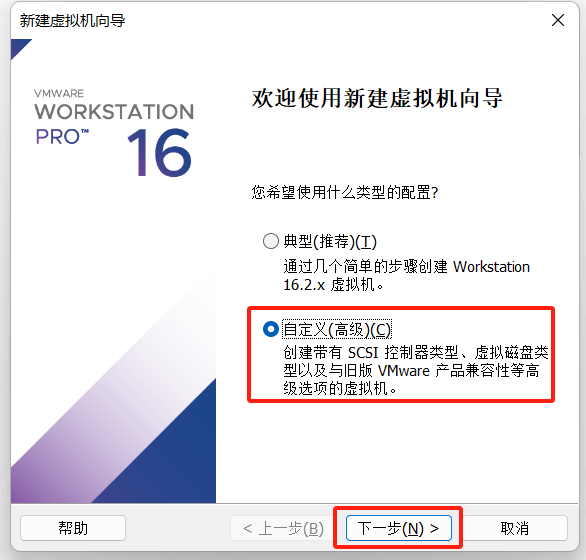 新建虚拟机向导
VMWARE
WORKSTATION
PRO™ 16
欢迎使用新建虚拟机向导
您希望使用什么类型的配置?
典型(推荐)(T)
通过几个简单的步骤创建 Workstation
16.2.x 虚拟机。
自定义(高级)(C)
创建带有 SCSI 控制器类型、虚拟磁盘类
型以及与旧版 VMware 产品兼容性等高
级选项的虚拟机。
帮助
< 上一步(B)
下一步(N) >
取消